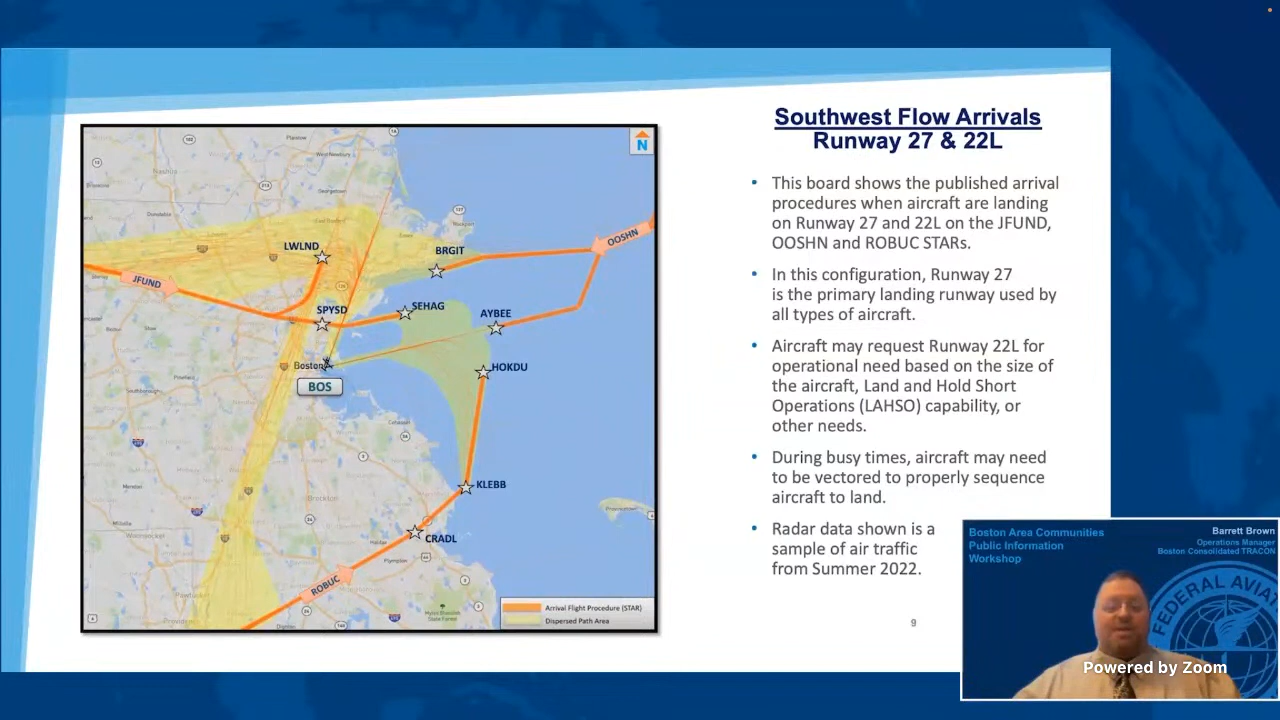 Southwest Flow Arrivals
Runway 27 & 22L
• This board shows the published arrival
procedures when aircraft are landing
on Runway 27 and 22L on the JFUND,
OOSHN and ROBUC STARs.
• In this configuration, Runway 27
is the primary landing runway used by
all types of aircraft.
• Aircraft may request Runway 22L for
operational need based on the size of
the aircraft, Land and Hold Short
Operations (LAHSO) capability, or
other needs.
• During busy times, aircraft may need
to be vectored to properly sequence
aircraft to land.
• Radar data shown is a
sample of air traffic
from Summer 2022.
9
N
OOSHN
LWLND
BRGIT
JFUND
SEHAG
SPYSD
AYBEE
Boston
HOKDU
BOS
KLEBB
Brockton
CRADL
Plympton
ROBUC
Arrival Flight Procedure (STAR)
Dispersed Path Area
Boston Area Communities
Public Information
Workshop
Barrett Brown
Operations Manager
Boston Consolidated TRACON
FEDERAL AVIA
Powered by Zoom